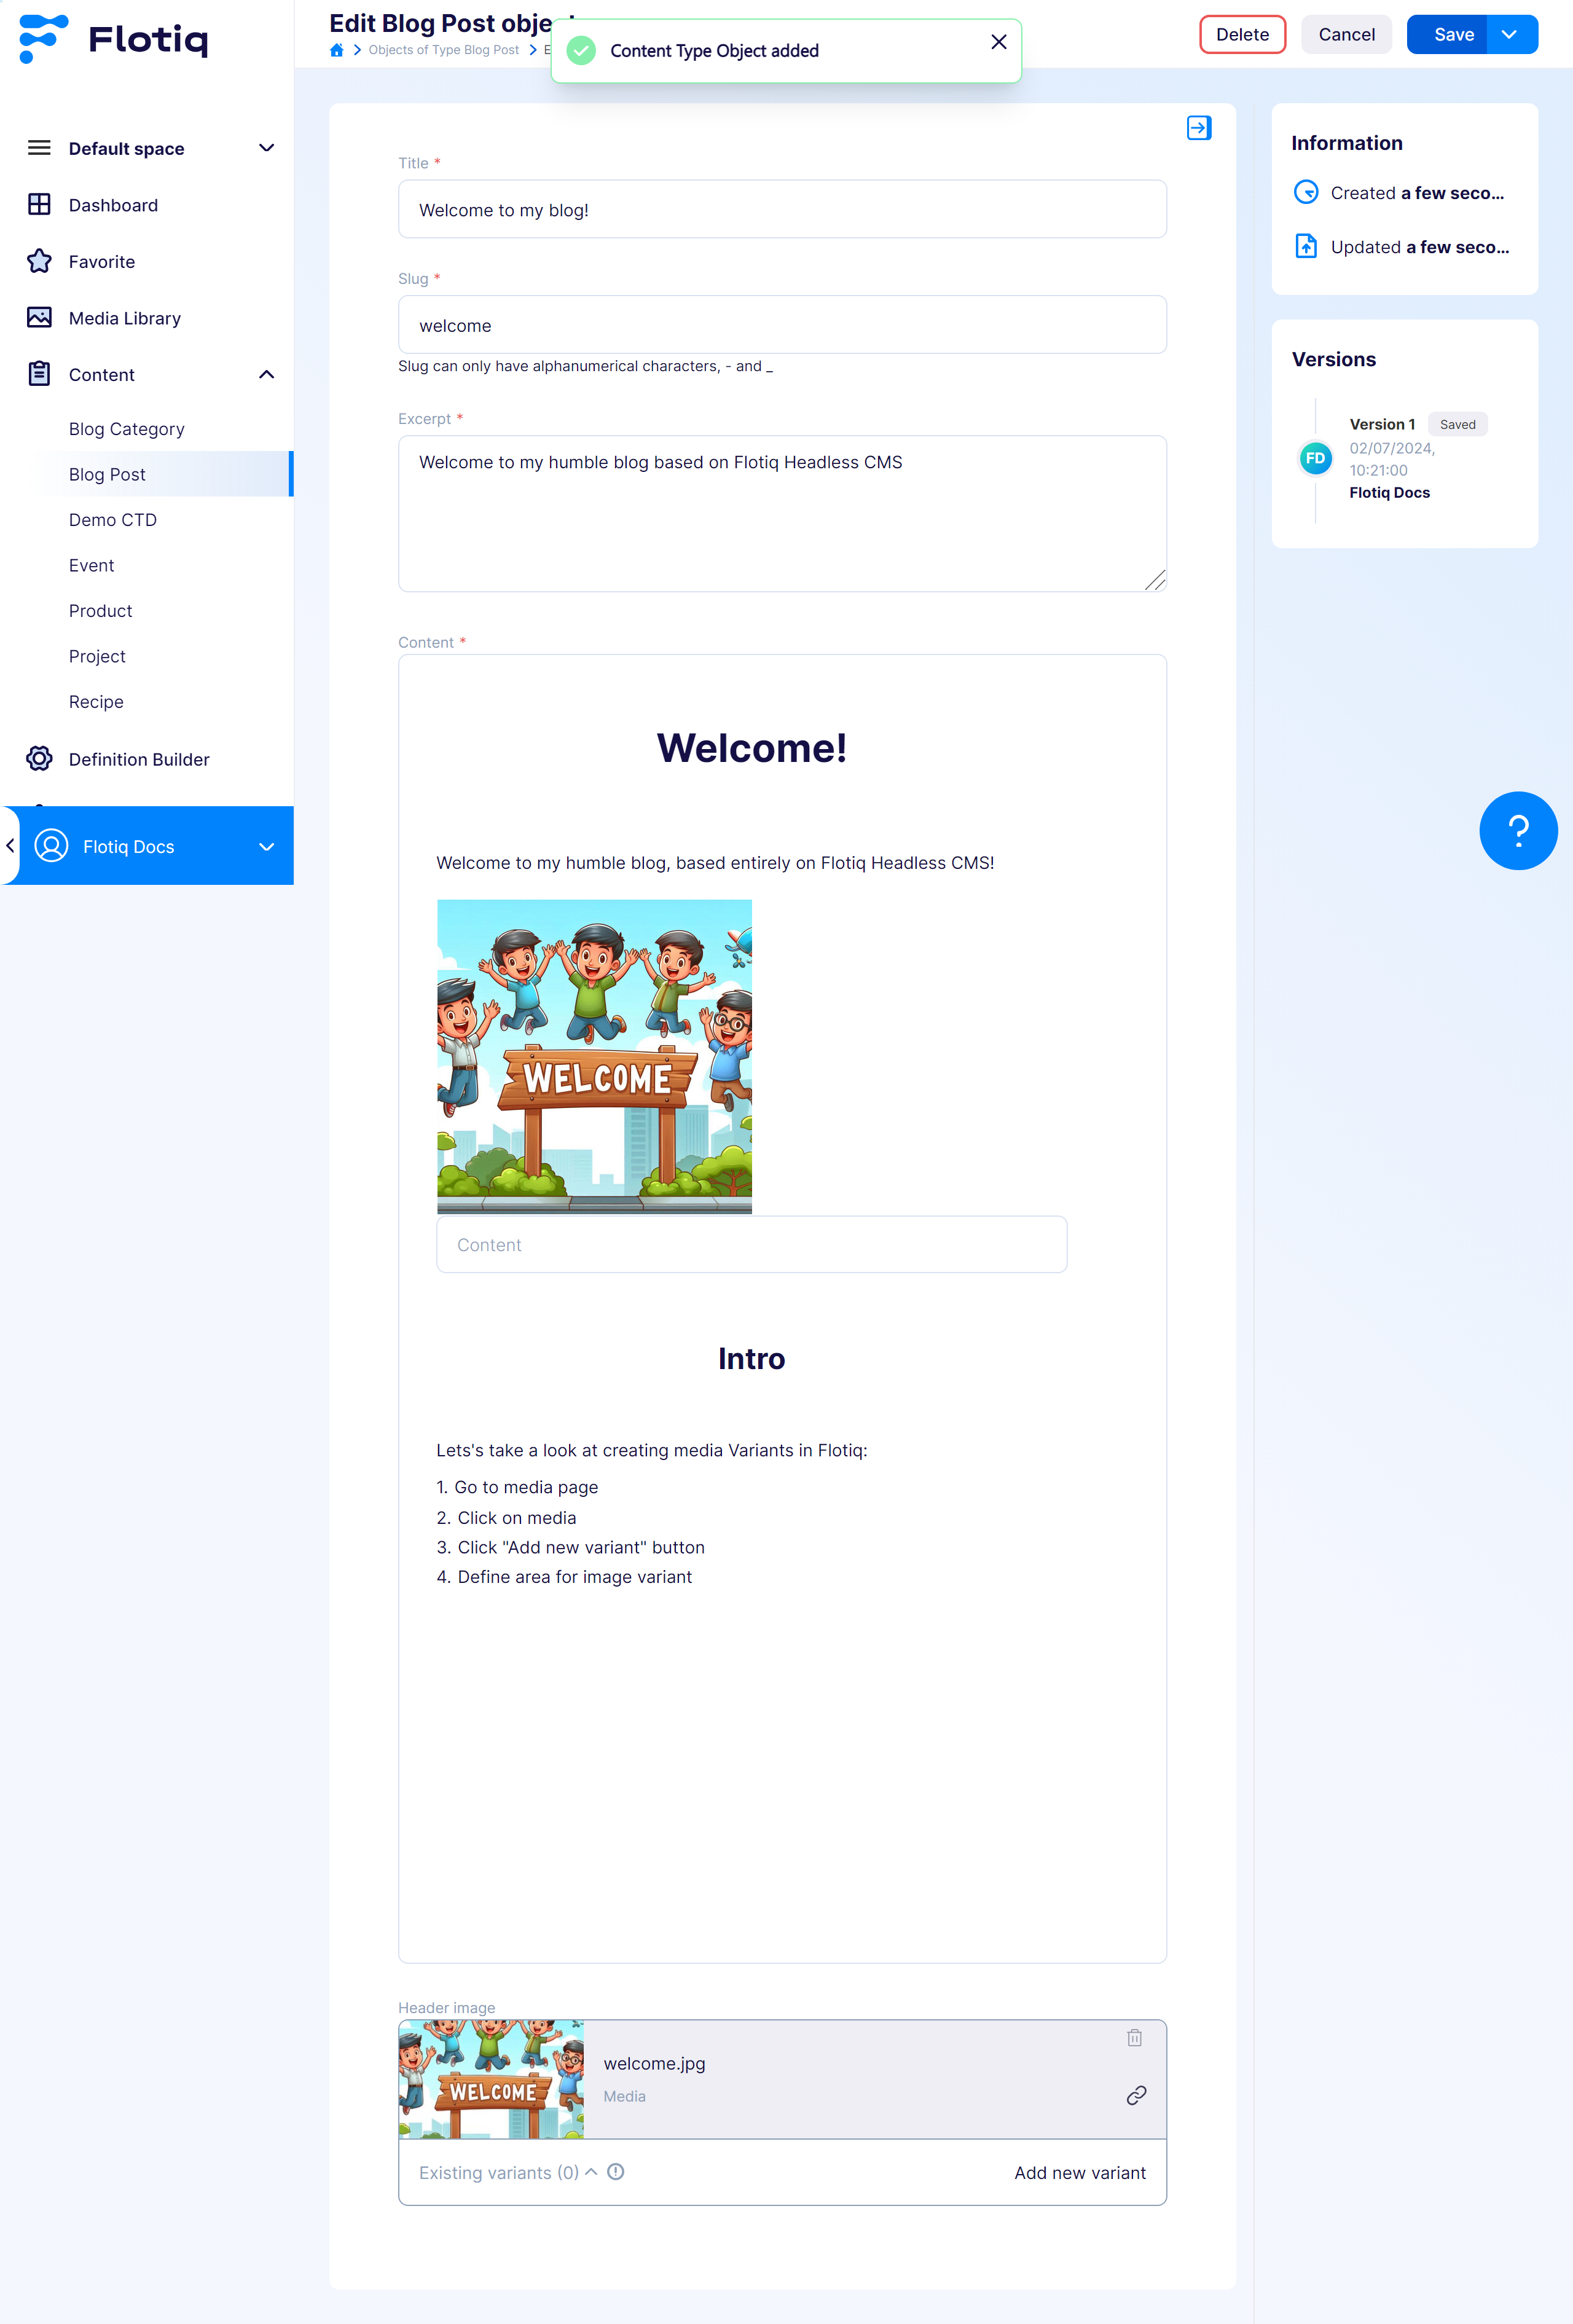 Flotiq
Default space
Dashboard
Favorite
Media Library
Content
Blog Category
Blog Post
Demo CTD
Event
Product
Project
Recipe
Definition Builder
Flotiq Docs
Edit Blog Post object
Objects of Type Blog Post
Content Type Object added
Delete
Cancel
Save
Title *
Welcome to my blog!
Slug *
welcome
Slug can only have alphanumerical characters, - and _
Excerpt *
Welcome to my humble blog based on Flotiq Headless CMS
Content *
Welcome!
Welcome to my humble blog, based entirely on Flotiq Headless CMS!
WELCOME
Content
Intro
Lets's take a look at creating media Variants in Flotiq:
1. Go to media page
2. Click on media
3. Click "Add new variant" button
4. Define area for image variant
Header image
WELCOME
welcome.jpg
Media
Existing variants (0)
Add new variant
Information
Created a few seco...
Updated a few seco...
Versions
Version 1 Saved
FD
02/07/2024,
10:21:00
Flotiq Docs
?